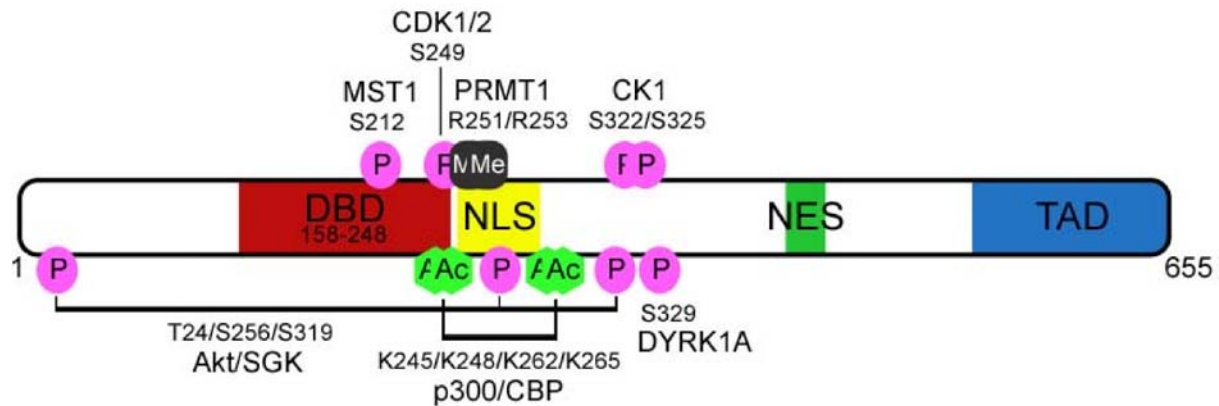 CDK1/2
S249
MST1 PRMT1 CK1
S212 R251/R253 S322/S325
P P Me P
DBD NLS NES TAD
158-248
1 655
P Ac P Ac P P
T24/S256/S319
Akt/SGK
S329
DYRK1A
K245/K248/K262/K265
p300/CBP